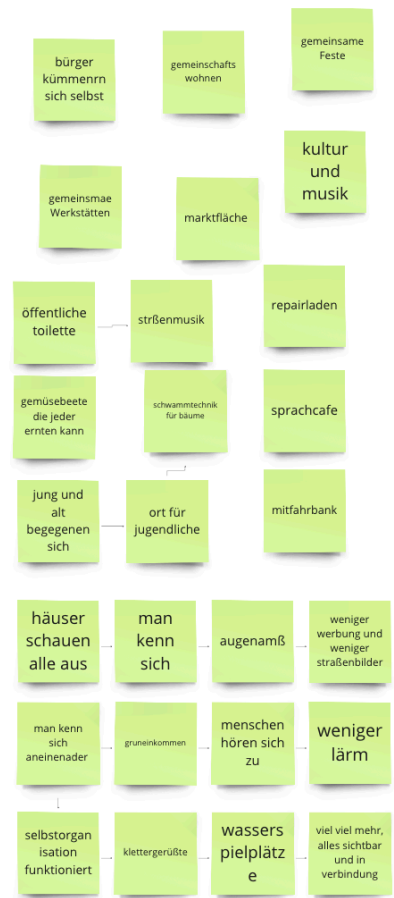 bürger
kümmenrn
sich selbst
gemeinschafts
wohnen
gemeinsame
Feste
gemeinsmae
Werkstätten
marktfläche
kultur
und
musik
öffentliche
toilette
strßenmusik
repairladen
gemüsebeete
die jeder
ernten kann
schwammtechnik
für bäume
sprachcafe
jung und
alt
begegenen
sich
ort für
jugendliche
mitfahrbank
häuser
schauen
alle aus
man
kenn
sich
augenamß
weniger
werbung und
weniger
straßenbilder
man kenn
sich
aneinenader
gruneinkommen
menschen
hören sich
zu
weniger
lärm
selbstorgan
isation
funktioniert
klettergerüßte
wassers
pielplätz
e
viel viel mehr,
alles sichtbar
und in
verbindung